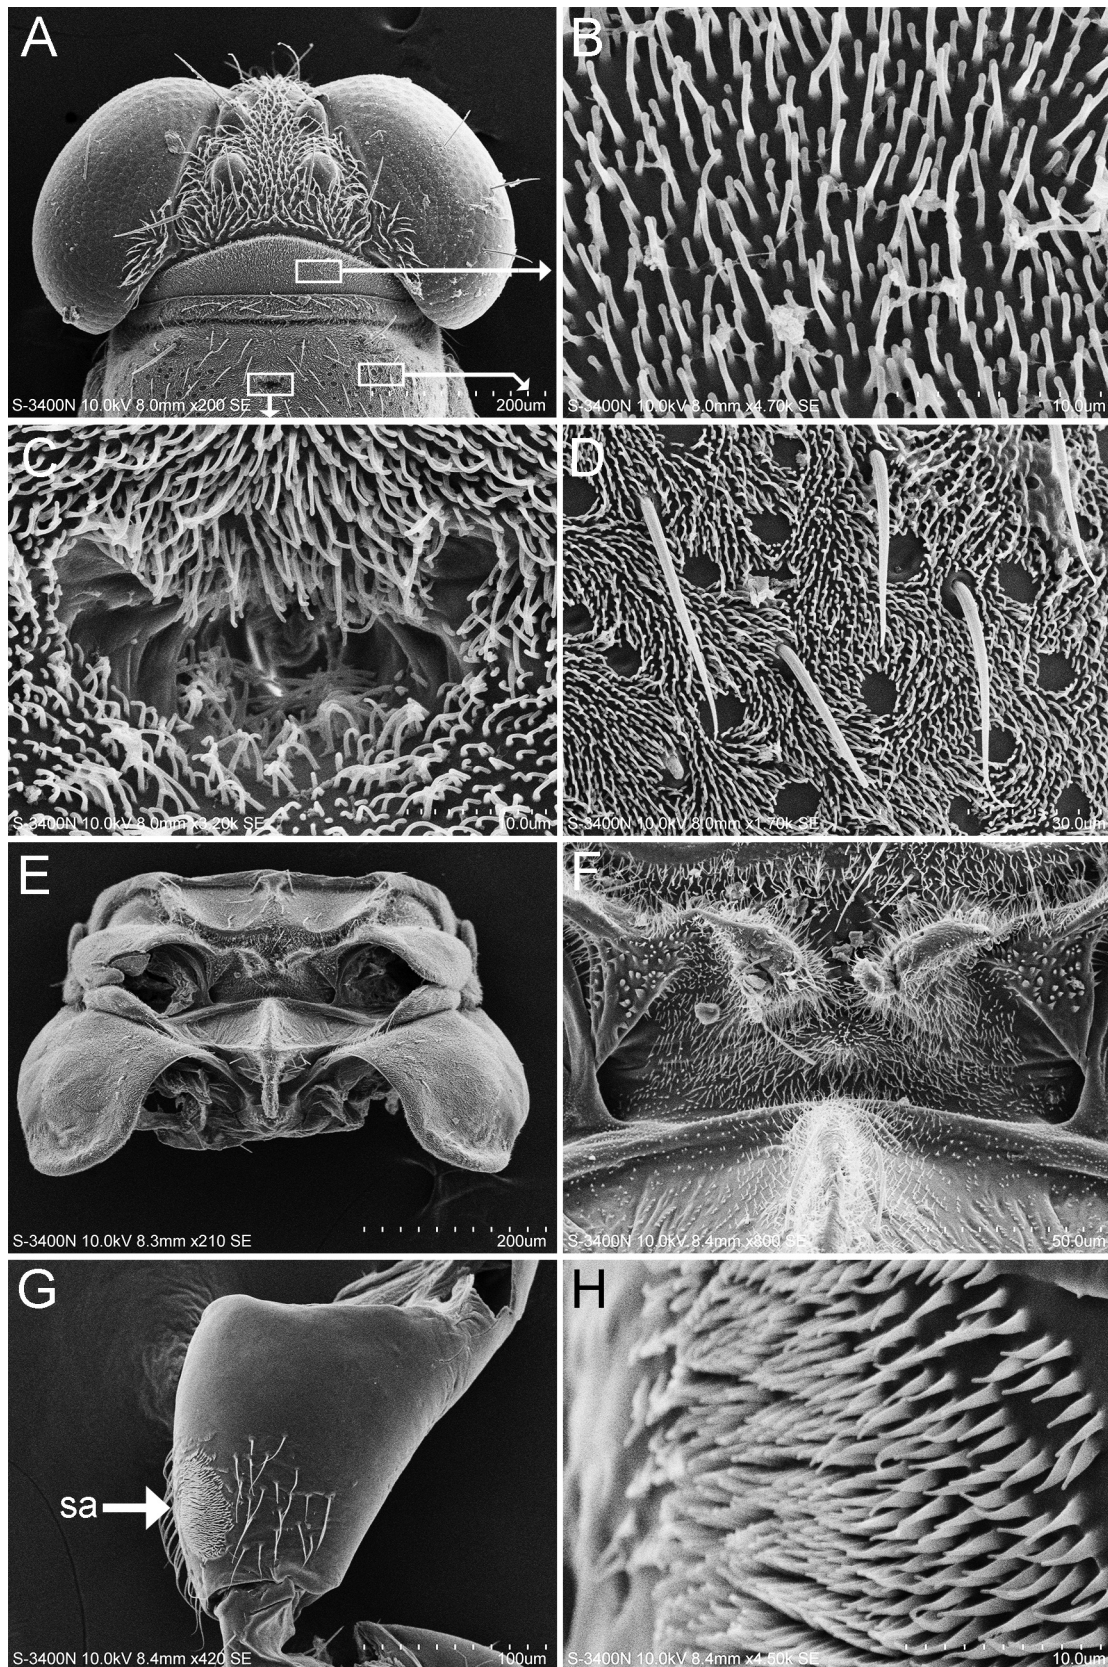 A
S-3400N 10.0kV 8.0mm x200 SE
200um
B
S-3400N 10.0kV 8.0mm x4.70k SE
10.0um
C
S-3400N 10.0kV 8.0mm x3.20k SE
10.0um
D
S-3400N 10.0kV 8.0mm x1.70k SE
30.0um
E
S-3400N 10.0kV 8.3mm x210 SE
200um
F
S-3400N 10.0kV 8.4mm x800 SE
50.0um
G
sa
S-3400N 10.0kV 8.4mm x420 SE
100um
H
S-3400N 10.0kV 8.4mm x4.50k SE
10.0um